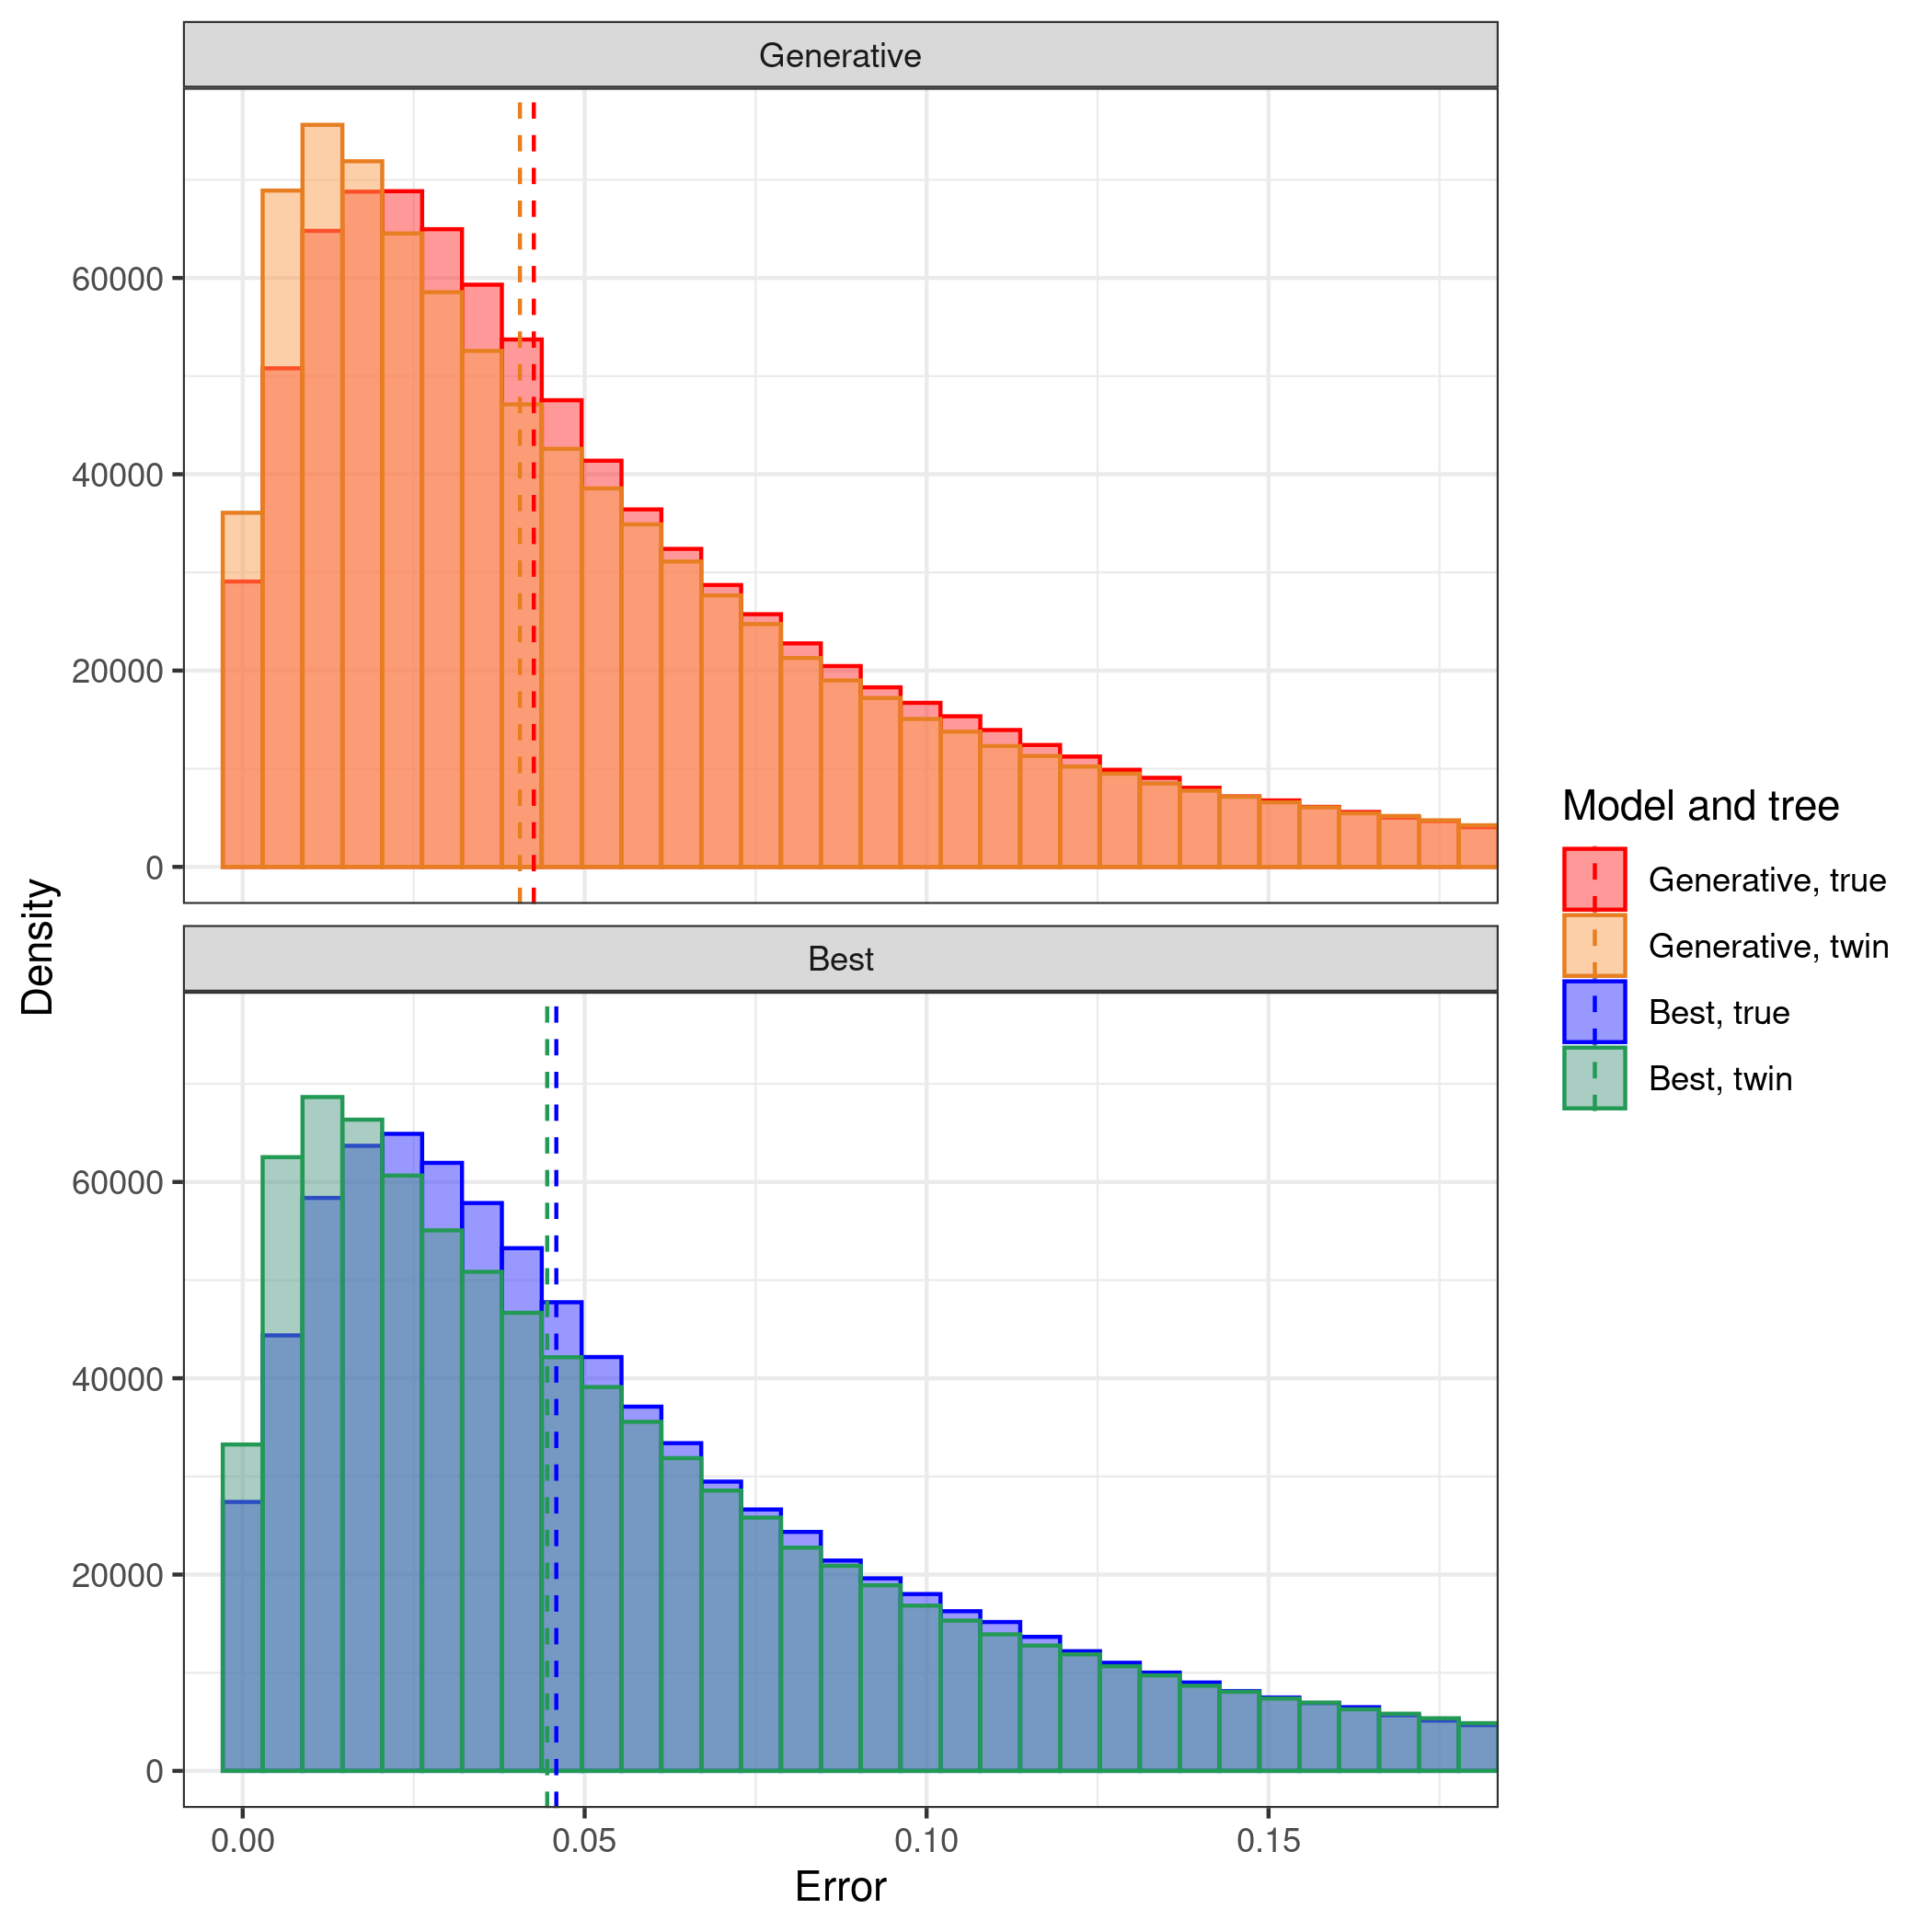 Generative
60000
40000
20000
0
Density
Best
60000
40000
20000
0
0.00 0.05 0.10 0.15
Error
Model and tree
Generative, true
Generative, twin
Best, true
Best, twin